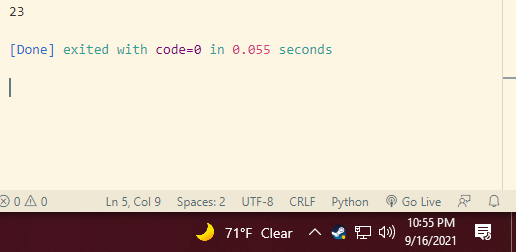 23
[Done] exited with code=0 in 0.055 seconds
0 0 Ln 5, Col 9 Spaces: 2 UTF-8 CRLF Python Go Live
71°F Clear 10:55 PM
9/16/2021